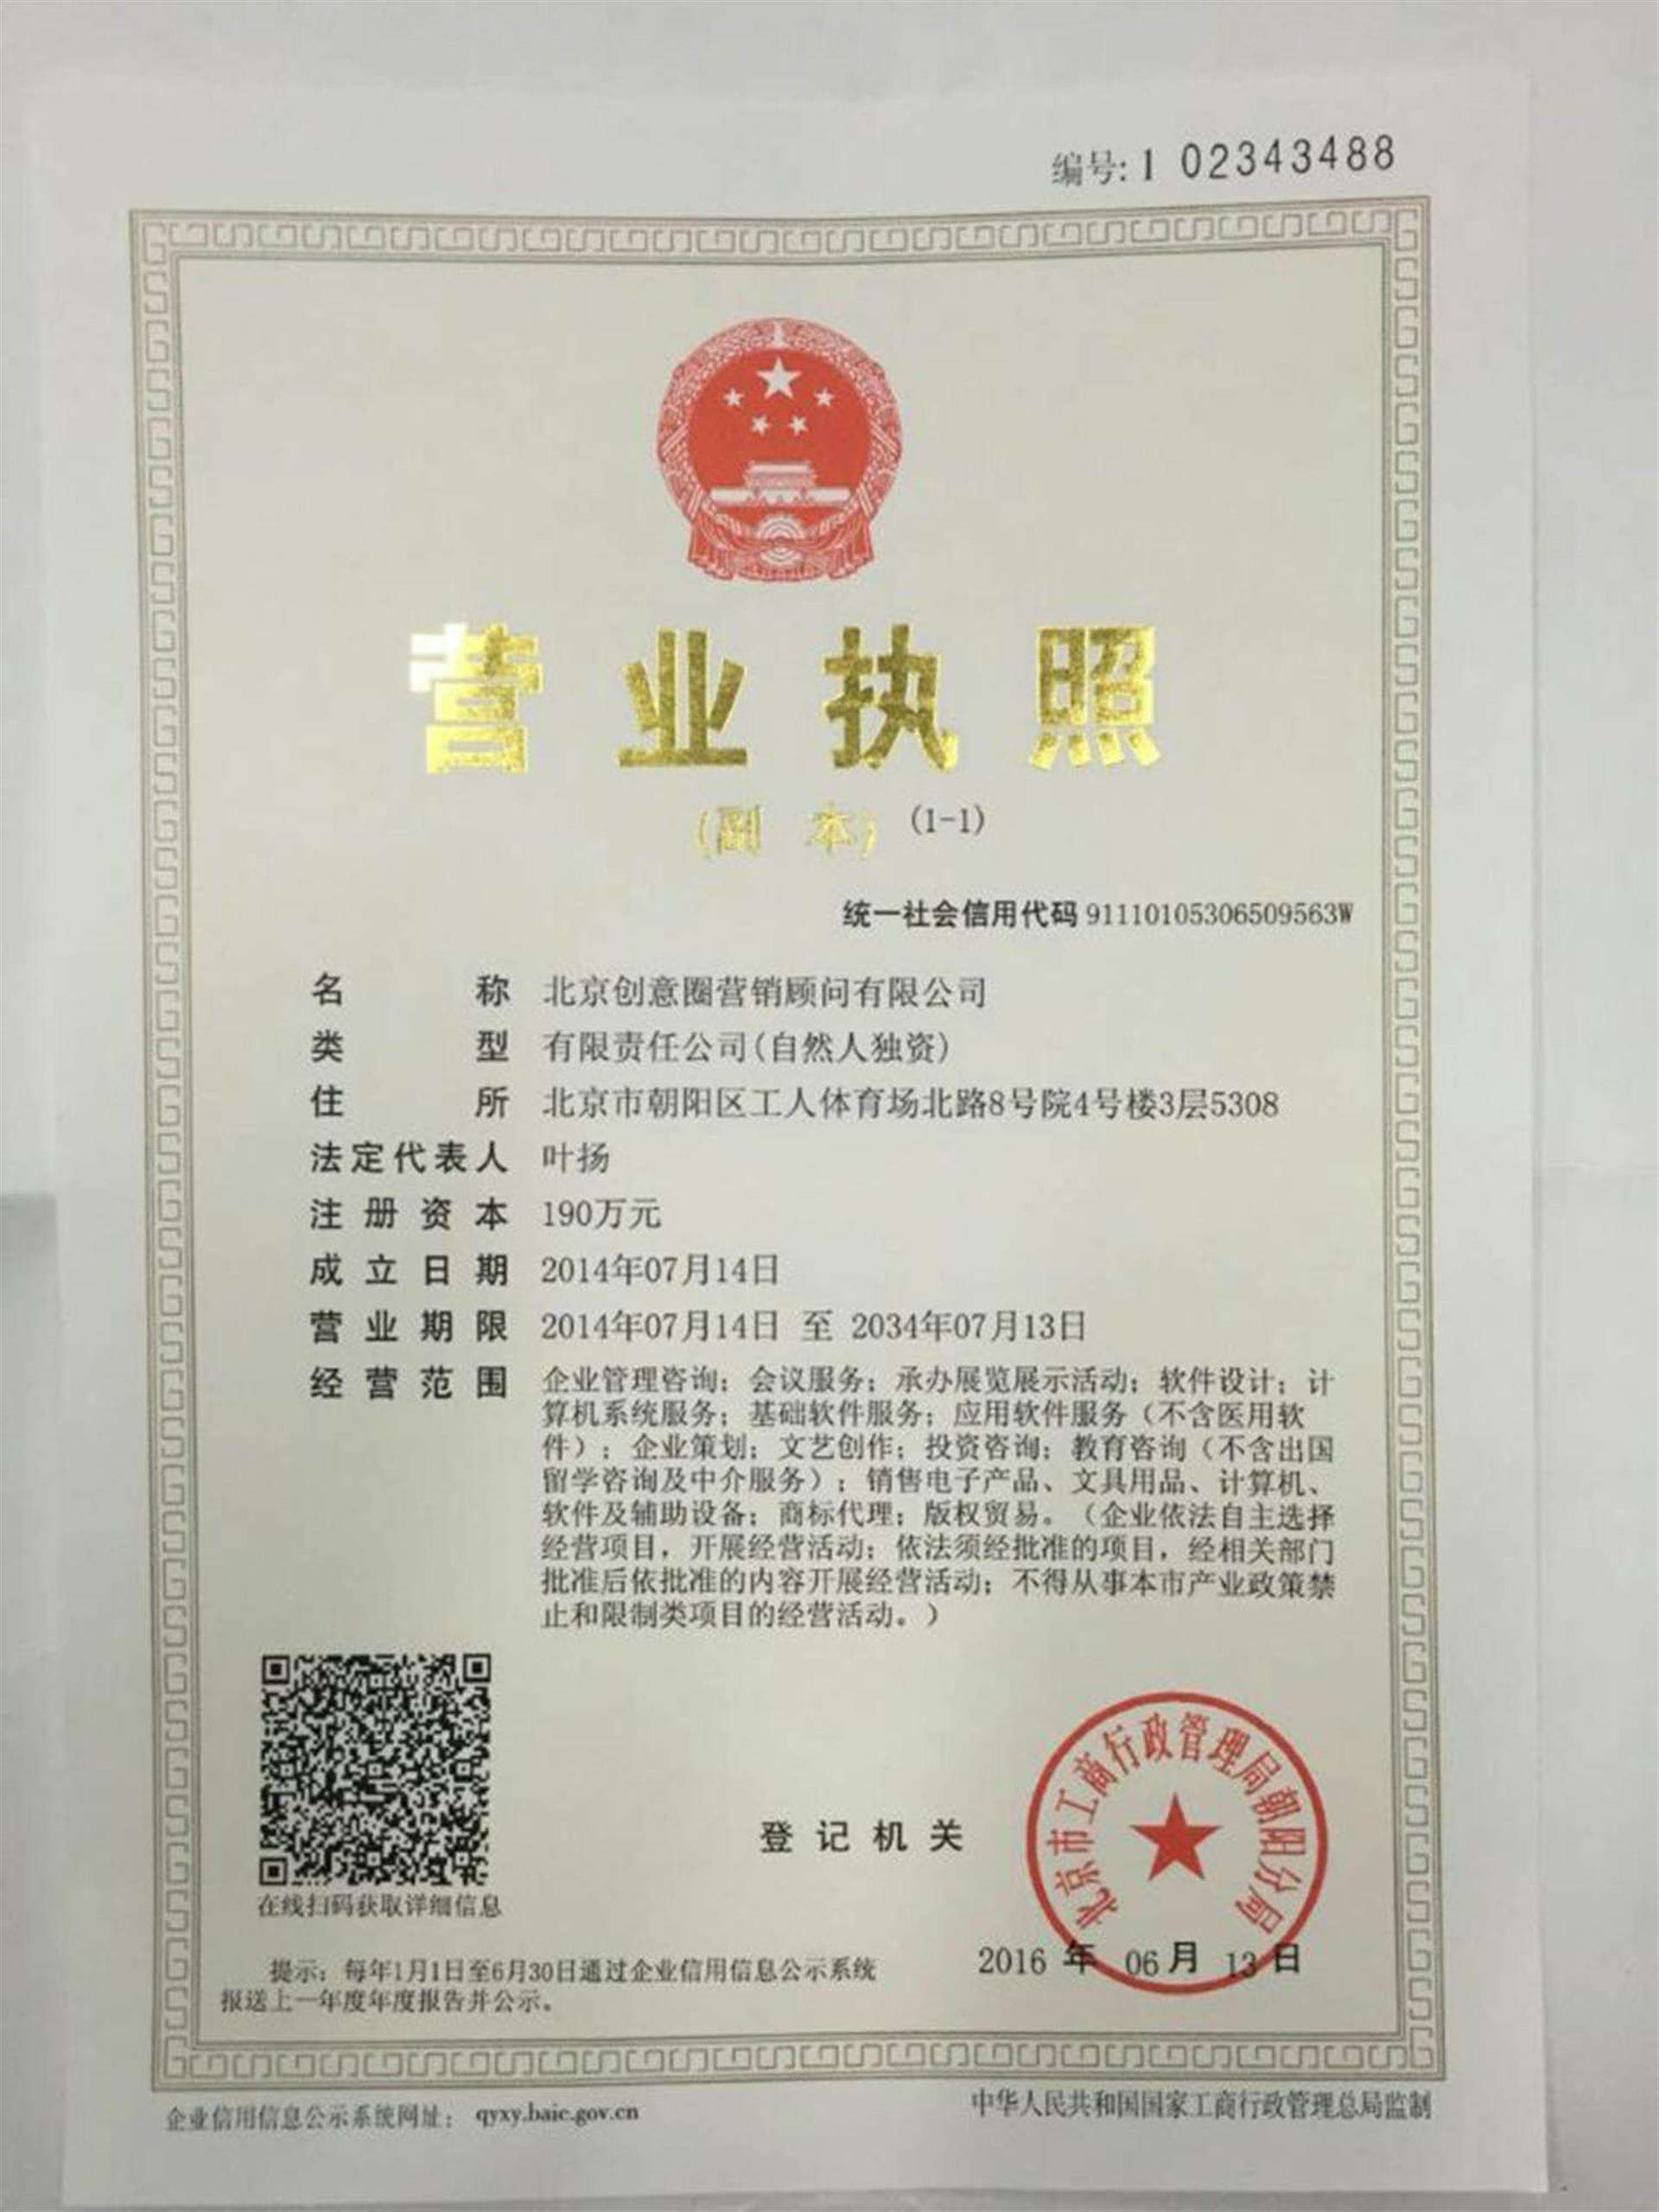 编号: 1 02343488
营业执照
(副 本) (1-1)
统一社会信用代码 91110105306509563W
名称 北京创意圈营销顾问有限公司
类型 有限责任公司(自然人独资)
住所 北京市朝阳区工人体育场北路8号院4号楼3层5308
法定代表人 叶扬
注册资本 190万元
成立日期 2014年07月14日
营业期限 2014年07月14日 至 2034年07月13日
经营范围 企业管理咨询；会议服务；承办展览展示活动；软件设计；计
算机系统服务；基础软件服务；应用软件服务（不含医用软
件）；企业策划；文艺创作；投资咨询；教育咨询（不含出国
留学咨询及中介服务）；销售电子产品、文具用品、计算机、
软件及辅助设备；商标代理；版权贸易。（企业依法自主选择
经营项目，开展经营活动；依法须经批准的项目，经相关部门
批准后依批准的内容开展经营活动；不得从事本市产业政策禁
止和限制类项目的经营活动。）
在线扫码获取详细信息
登记机关
北京市工商行政管理局朝阳分局
2016 年 06 月 13 日
提示：每年1月1日至6月30日通过企业信用信息公示系统
报送上一年度年度报告并公示。
企业信用信息公示系统网址： qyxy.baic.gov.cn
中华人民共和国国家工商行政管理总局监制